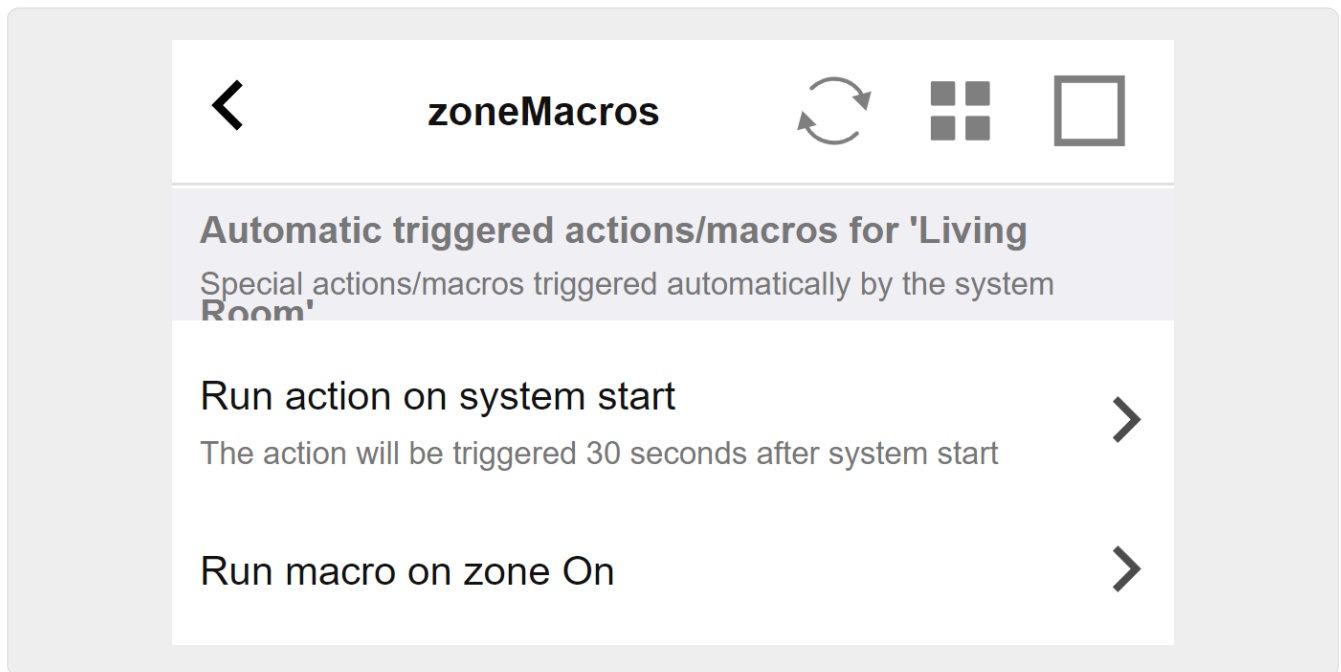 zoneMacros
Automatic triggered actions/macros for 'Living
Special actions/macros triggered automatically by the system
Room'
Run action on system start
The action will be triggered 30 seconds after system start
Run macro on zone On